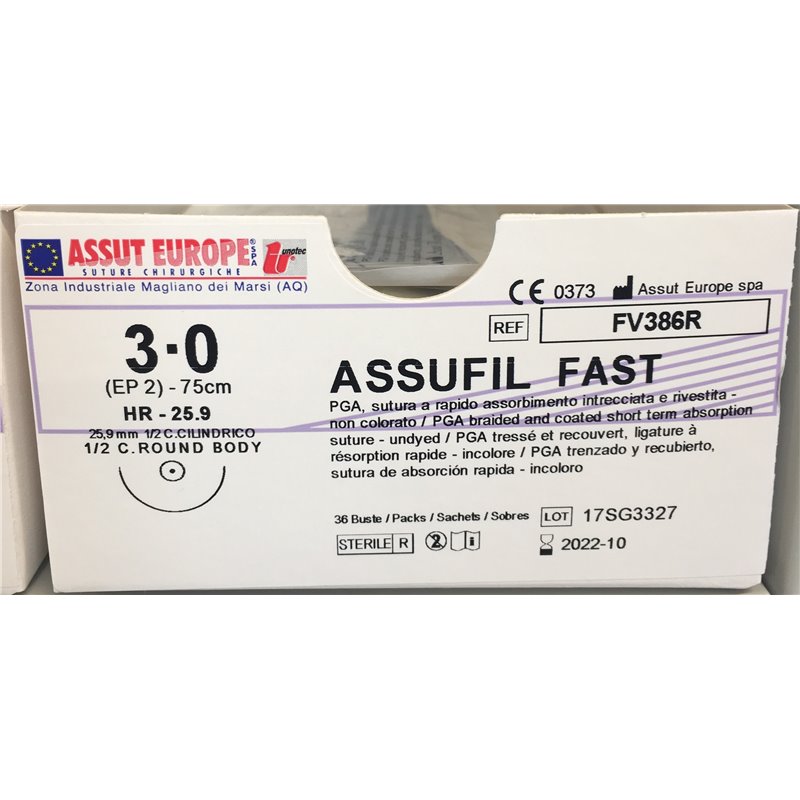 ASSUT EUROPE® SPA
SUTURE CHIRURGICHE
unotec
Zona Industriale Magliano dei Marsi (AQ)
3·0
(EP 2) - 75cm
HR - 25.9
25,9 mm 1/2 C.CILINDRICO
1/2 C.ROUND BODY
CE 0373 Assut Europe spa
REF FV386R
ASSUFIL FAST
PGA, sutura a rapido assorbimento intrecciata e rivestita -
non colorato / PGA braided and coated short term absorption
suture - undyed / PGA tressé et recouvert, ligature à
résorption rapide - incolore / PGA trenzado y recubierto,
sutura de absorción rapida - incoloro
36 Buste / Packs / Sachets / Sobres
LOT 17SG3327
STERILE R 2 i
2022-10